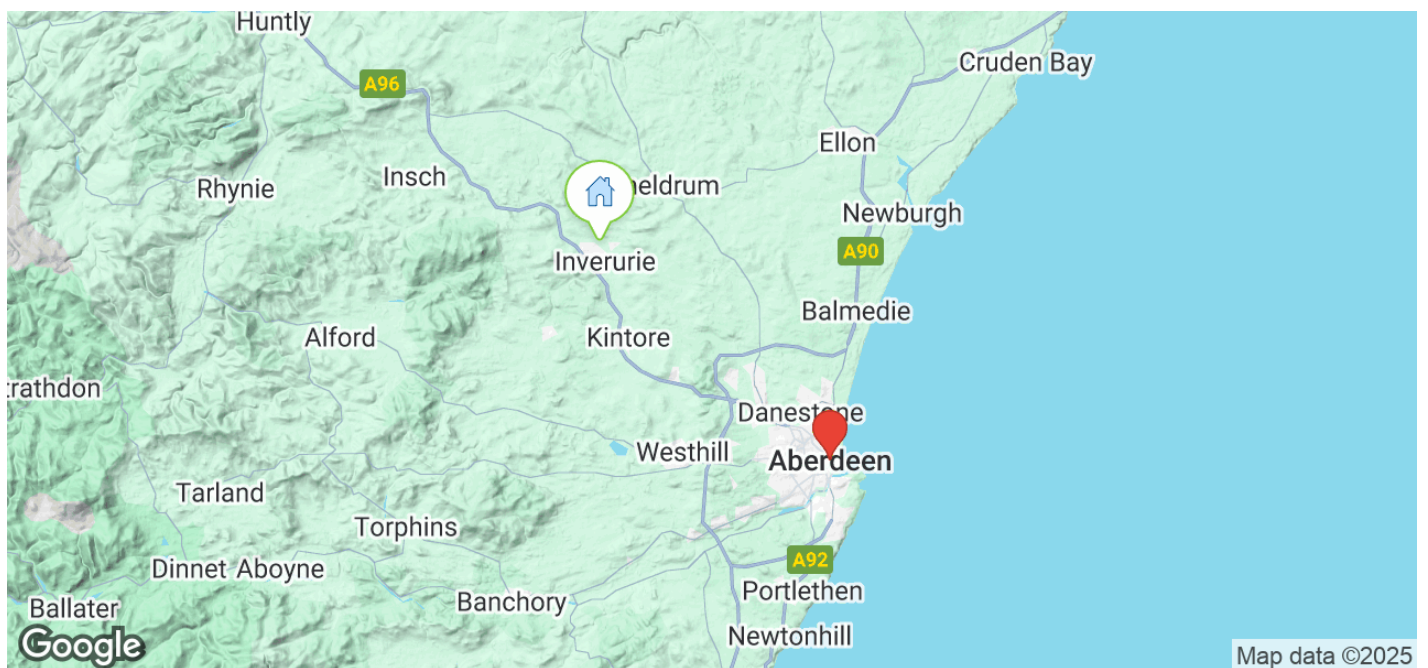 Huntly
Cruden Bay
A96
Ellon
Insch
Rhynie
neldrum
Newburgh
A90
Inverurie
Balmedie
Alford
Kintore
trathdon
Danestone
Westhill
Aberdeen
Tarland
Torphins
A92
Dinnet Aboyne
Portlethen
Banchory
Ballater
Newtonhill
Google
Map data ©2025